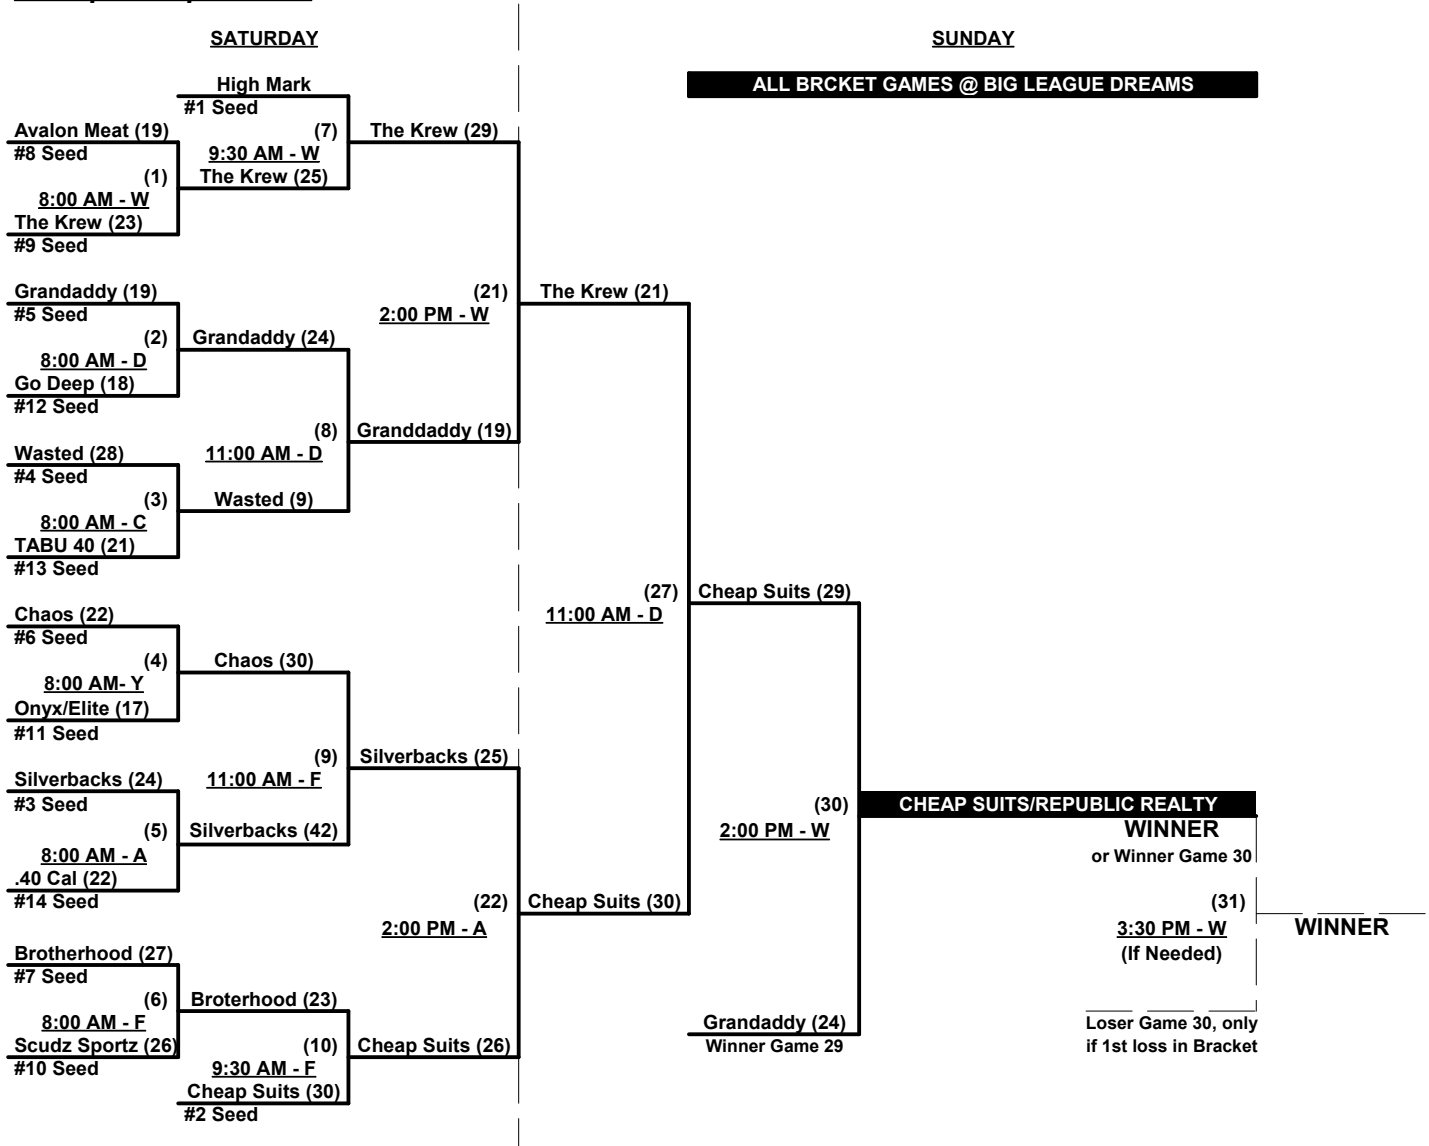 SATURDAY
SUNDAY
ALL BRCKET GAMES @ BIG LEAGUE DREAMS
High Mark
#1 Seed
Avalon Meat (19)
#8 Seed
(7)
9:30 AM - W
The Krew (29)
(1)
8:00 AM - W
The Krew (25)
The Krew (23)
#9 Seed
Grandaddy (19)
#5 Seed
(21)
2:00 PM - W
The Krew (21)
(2)
8:00 AM - D
Grandaddy (24)
Go Deep (18)
#12 Seed
(8)
11:00 AM - D
Granddaddy (19)
Wasted (28)
#4 Seed
(3)
8:00 AM - C
Wasted (9)
TABU 40 (21)
#13 Seed
(27)
11:00 AM - D
Cheap Suits (29)
Chaos (22)
#6 Seed
(4)
8:00 AM- Y
Chaos (30)
Onyx/Elite (17)
#11 Seed
(9)
11:00 AM - F
Silverbacks (25)
Silverbacks (24)
#3 Seed
(30)
2:00 PM - W
CHEAP SUITS/REPUBLIC REALTY
WINNER
or Winner Game 30
(5)
8:00 AM - A
Silverbacks (42)
.40 Cal (22)
#14 Seed
(22)
2:00 PM - A
Cheap Suits (30)
(31)
3:30 PM - W
(If Needed)
WINNER
Brotherhood (27)
#7 Seed
(6)
8:00 AM - F
Broterhood (23)
Scudz Sportz (26)
#10 Seed
(10)
9:30 AM - F
Cheap Suits (26)
Cheap Suits (30)
#2 Seed
Grandaddy (24)
Winner Game 29
Loser Game 30, only
if 1st loss in Bracket